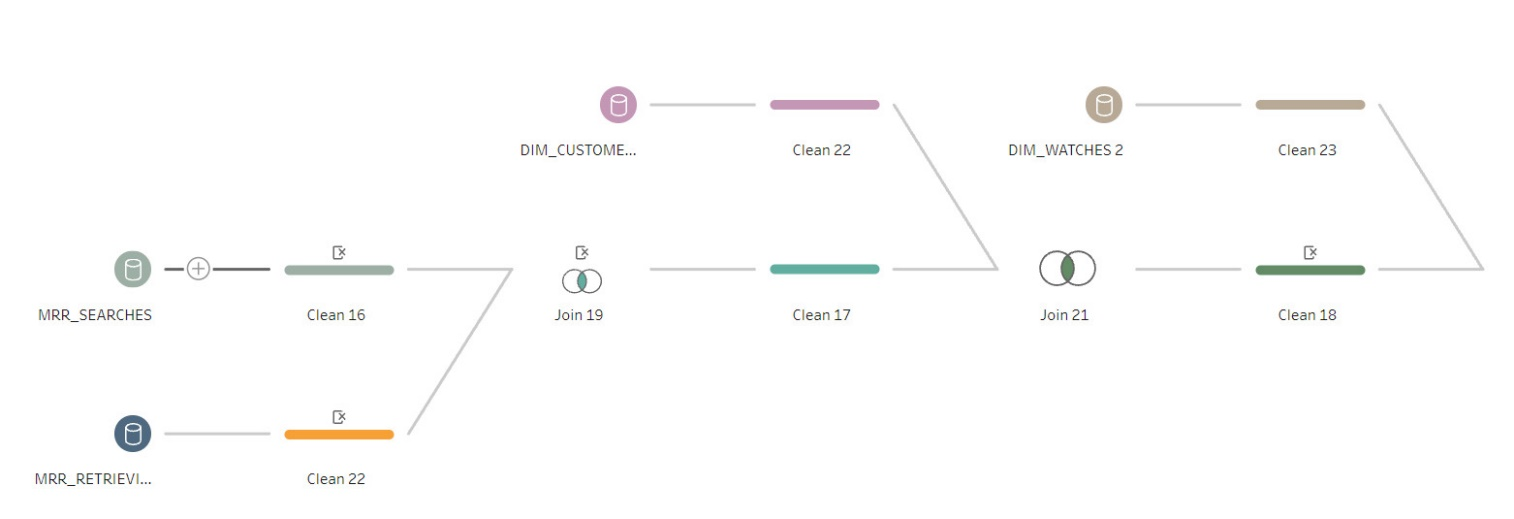 DIM_CUSTOME...
Clean 22
DIM_WATCHES 2
Clean 23
MRR_SEARCHES
Clean 16
Join 19
Clean 17
Join 21
Clean 18
MRR_RETRIEVI...
Clean 22